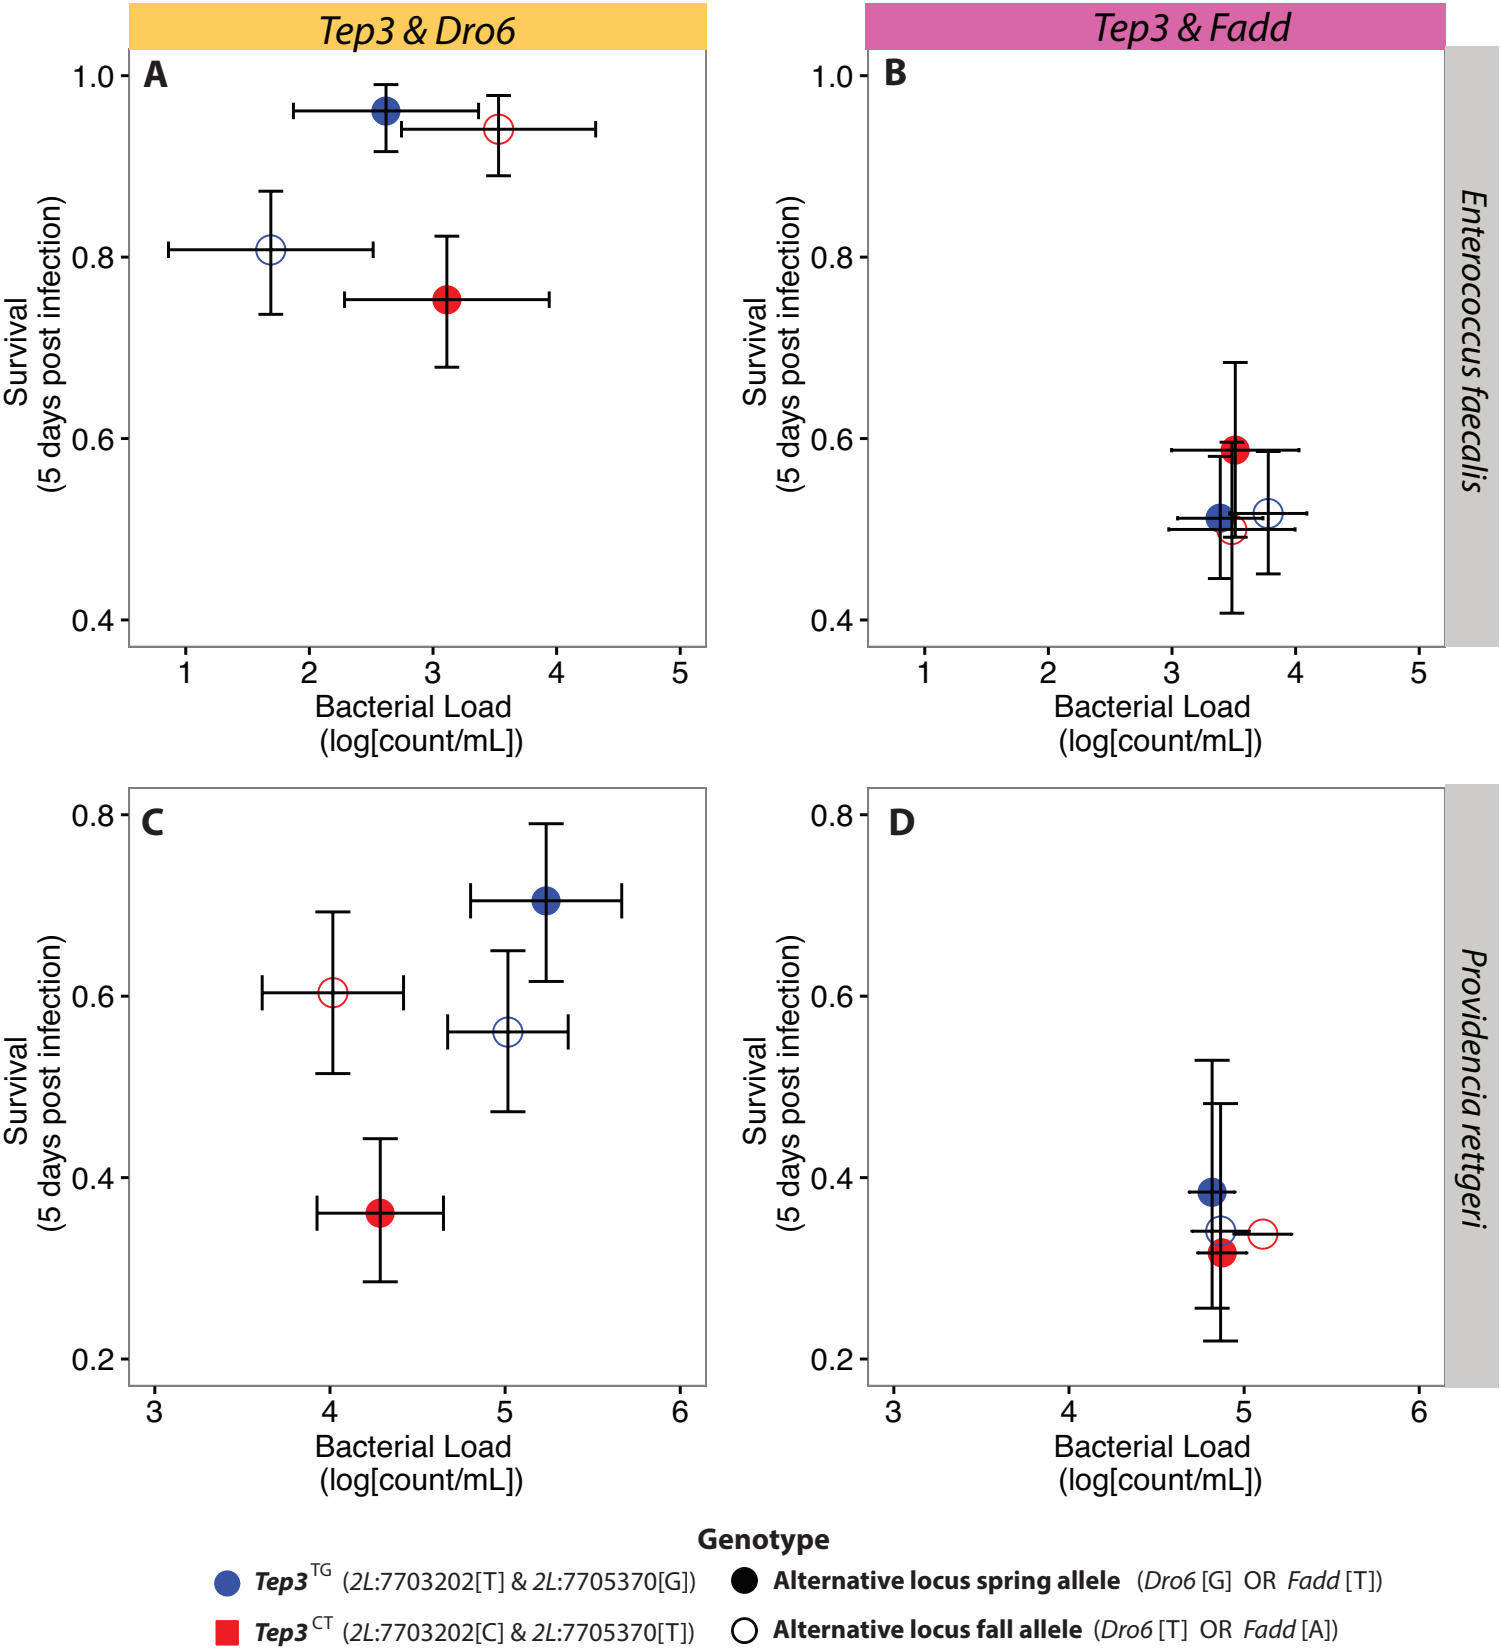 Tep3 & Dro6
Tep3 & Fadd
A
1.0
0.8
0.6
0.4
Survival
(5 days post infection)
1 2 3 4 5
Bacterial Load
(log[count/mL])
B
1.0
0.8
0.6
0.4
Survival
(5 days post infection)
1 2 3 4 5
Bacterial Load
(log[count/mL])
Enterococcus faecalis
C
0.8
0.6
0.4
0.2
Survival
(5 days post infection)
3 4 5 6
Bacterial Load
(log[count/mL])
D
0.8
0.6
0.4
0.2
Survival
(5 days post infection)
3 4 5 6
Bacterial Load
(log[count/mL])
Providencia rettgeri
Genotype
Tep3 TG (2L:7703202[T] & 2L:7705370[G])
Alternative locus spring allele (Dro6 [G] OR Fadd [T])
Tep3 CT (2L:7703202[C] & 2L:7705370[T])
Alternative locus fall allele (Dro6 [T] OR Fadd [A])